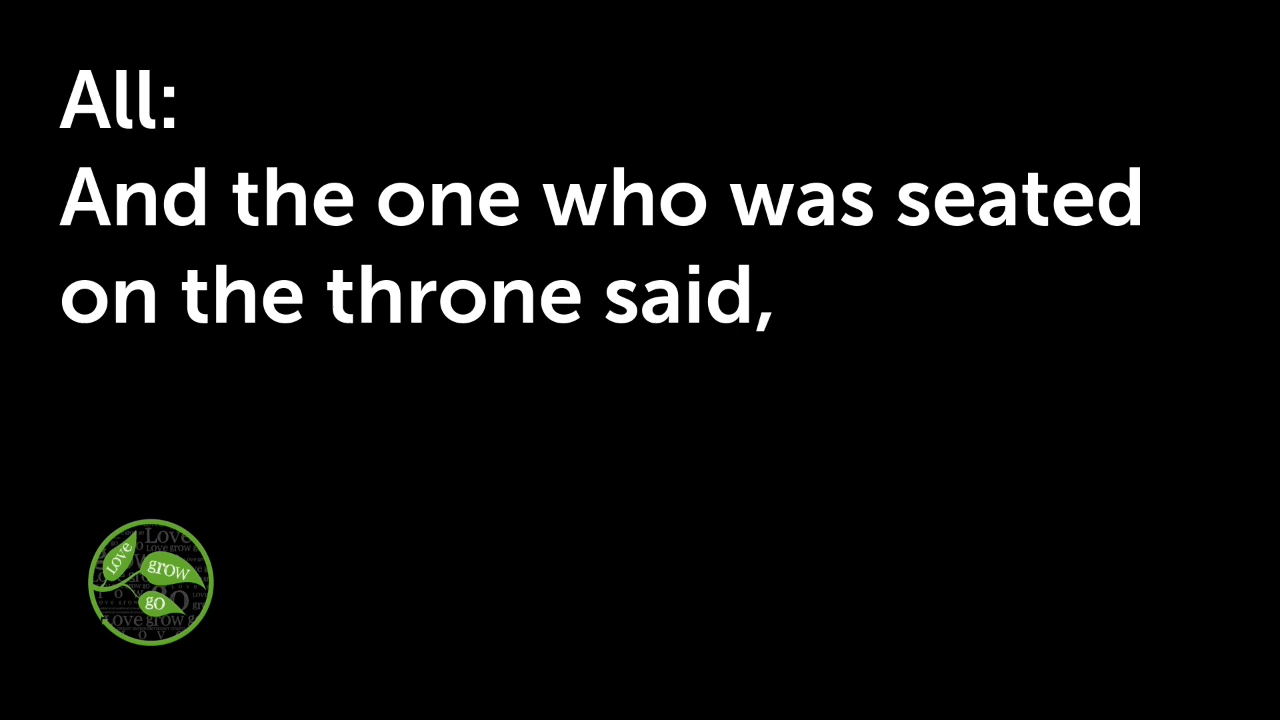 All:
And the one who was seated
on the throne said,
Love
grow
go